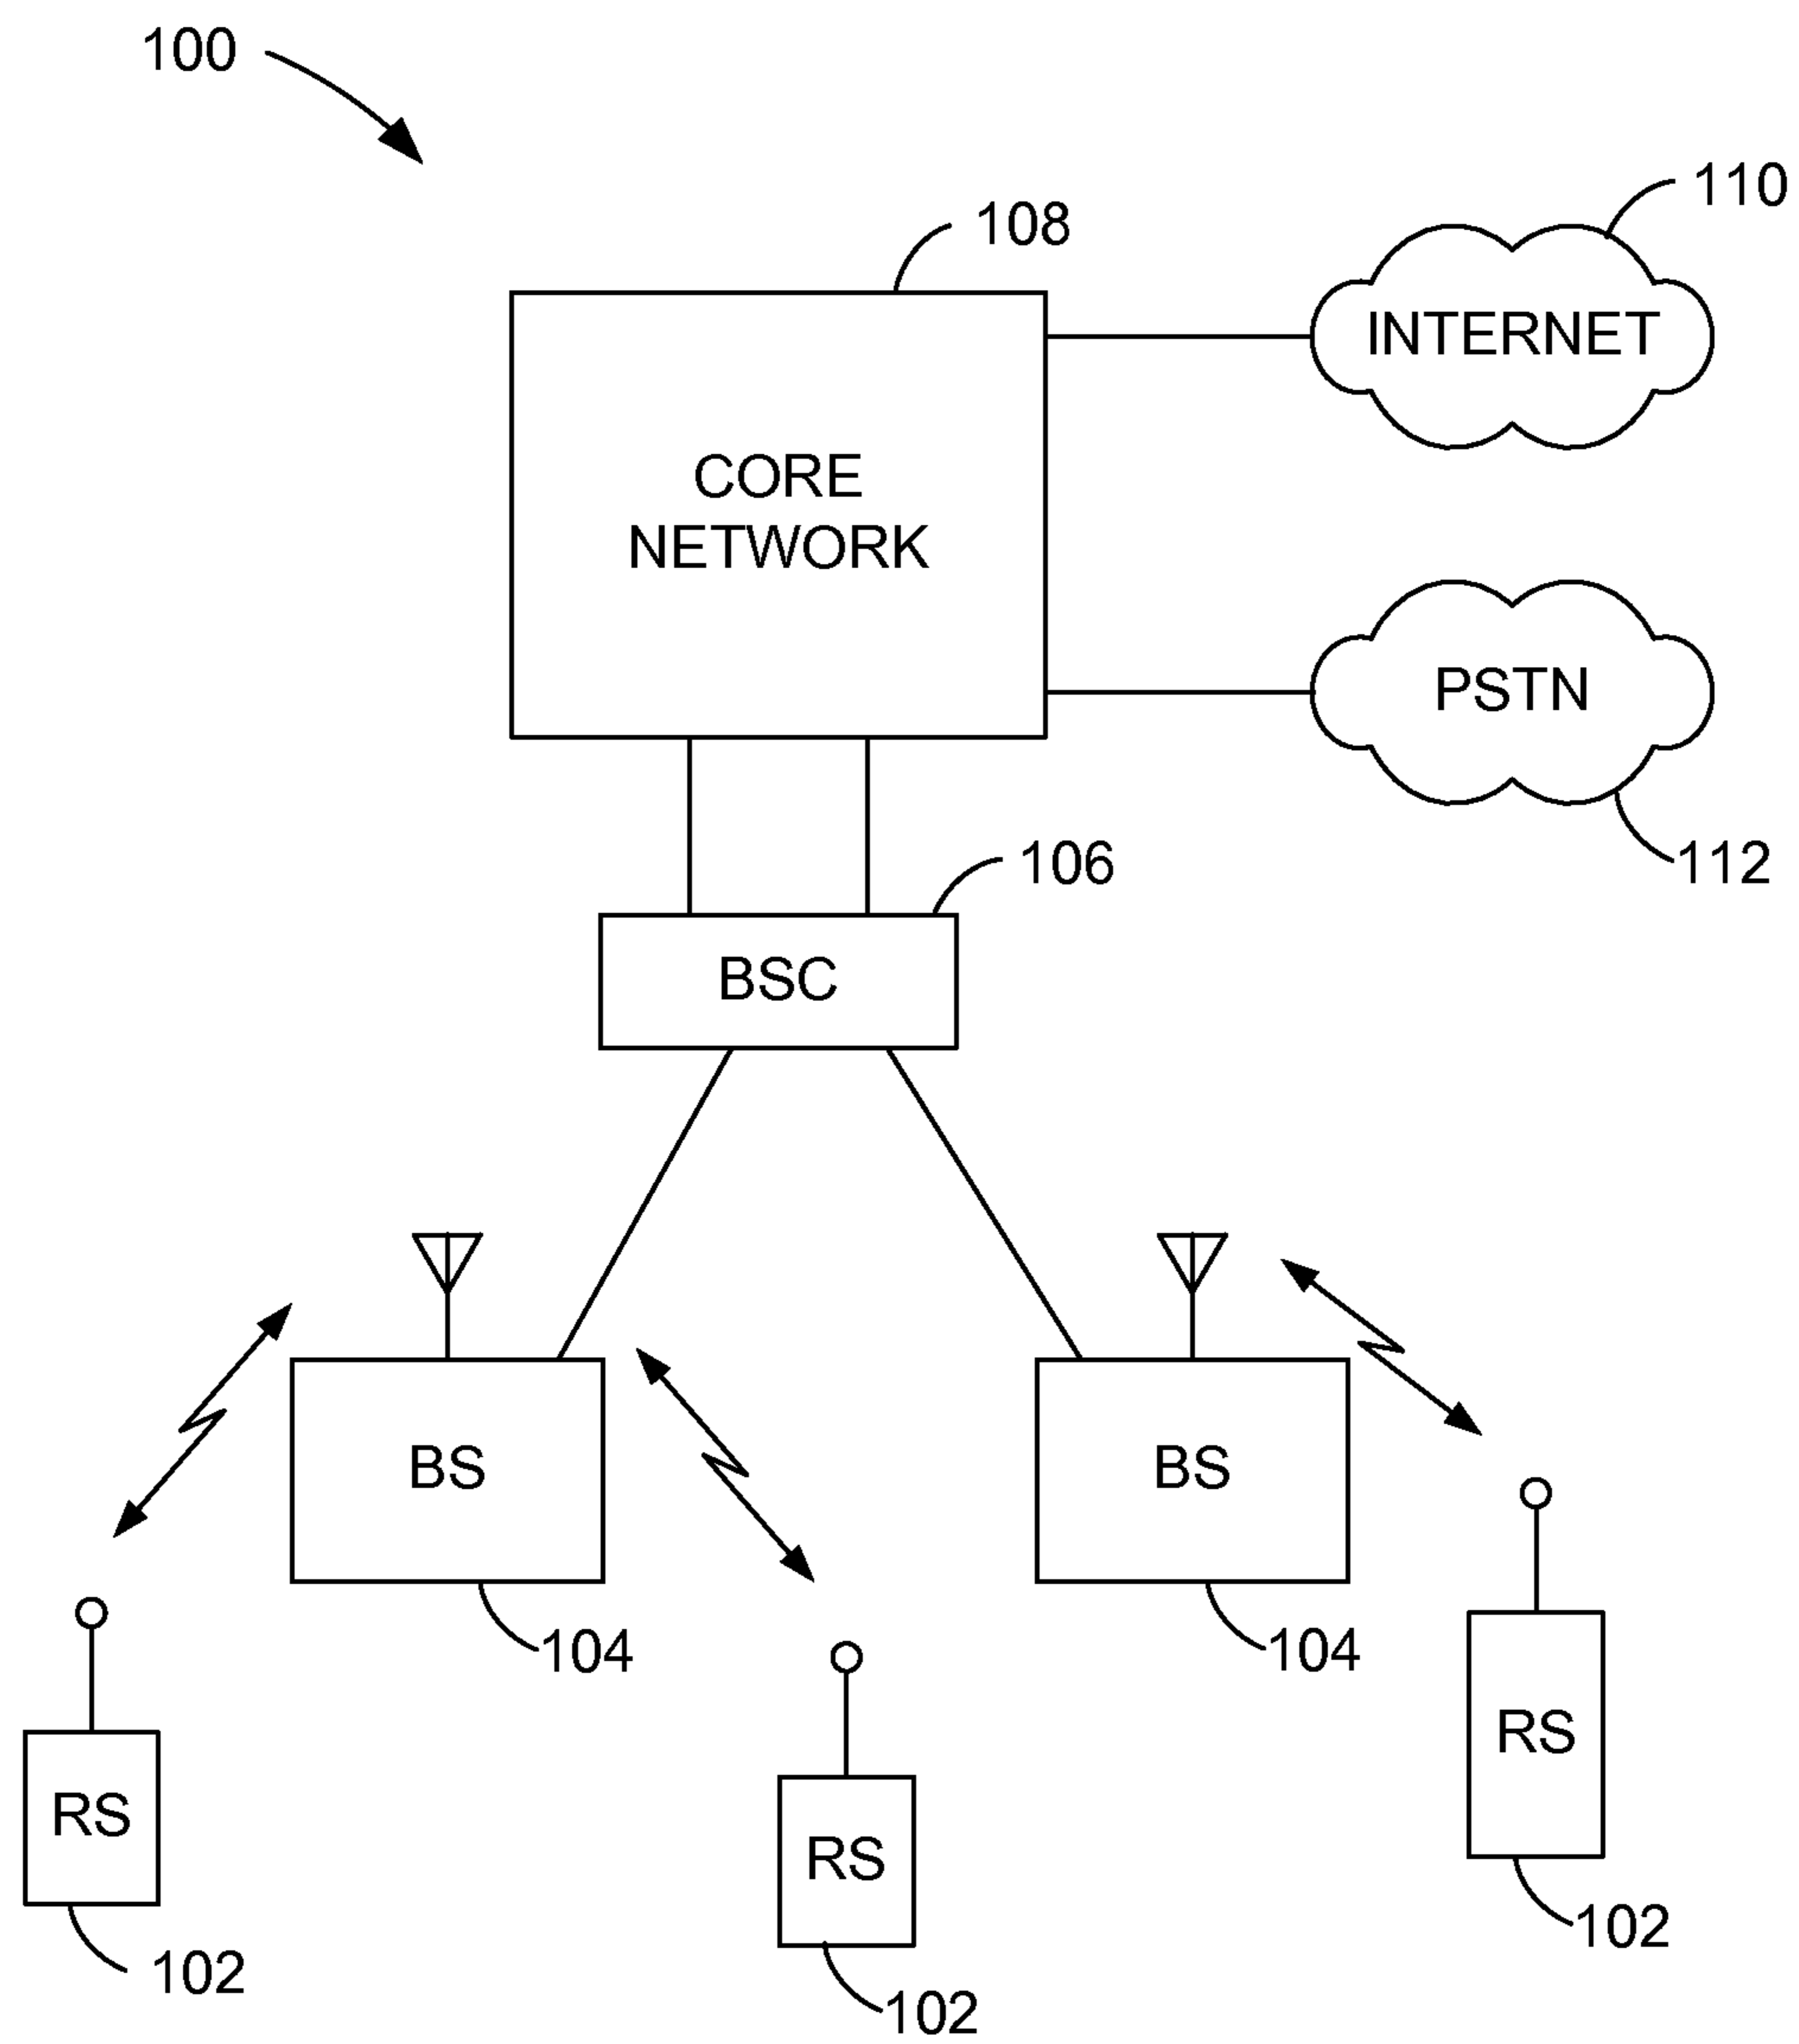 100
110
108
INTERNET
CORE
NETWORK
PSTN
106
112
BSC
BS
BS
104
104
RS
RS
RS
102
102
102